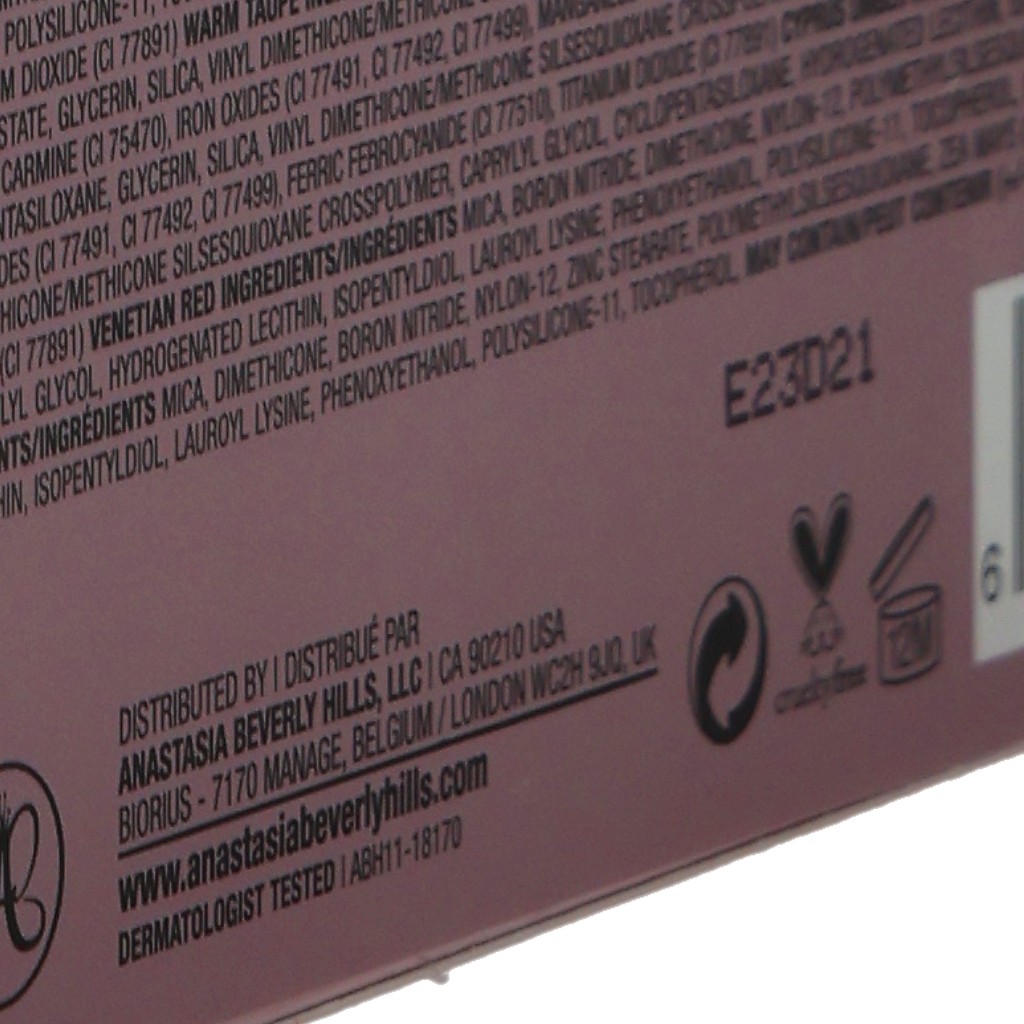 POLYSILICONE-11,
M DIOXIDE (CI 77891) WARM TAUPE
STATE, GLYCERIN, SILICA, VINYL DIMETHICONE/METHICONE
CARMINE (CI 75470), IRON OXIDES (CI 77491, CI 77492, CI 77499),
NTASILOXANE, GLYCERIN, SILICA, VINYL DIMETHICONE/METHICONE SILSESQUIOXANE
DES (CI 77491, CI 77492, CI 77499), FERRIC FERROCYANIDE (CI 77510), TITANIUM DIOXIDE (CI 77891)
HICONE/METHICONE SILSESQUIOXANE CROSSPOLYMER, CAPRYLYL GLYCOL, CYCLOPENTASILOXANE, HYDROGENATED LECITHIN,
(CI 77891) VENETIAN RED INGREDIENTS/INGRÉDIENTS MICA, BORON NITRIDE, DIMETHICONE, NYLON-12,
LYL GLYCOL, HYDROGENATED LECITHIN, ISOPENTYLDIOL, LAUROYL LYSINE, PHENOXYETHANOL, POLYSILICONE-11, TOCOPHEROL,
NTS/INGRÉDIENTS MICA, DIMETHICONE, BORON NITRIDE, NYLON-12, ZINC STEARATE, POLYMETHYLSILSESQUIOXANE,
HIN, ISOPENTYLDIOL, LAUROYL LYSINE, PHENOXYETHANOL, POLYSILICONE-11, TOCOPHEROL, MAY CONTAIN/PEUT CONTENIR
E23D21
DISTRIBUTED BY | DISTRIBUÉ PAR
ANASTASIA BEVERLY HILLS, LLC | CA 90210 USA
BIORIUS - 7170 MANAGE, BELGIUM / LONDON WC2H 9JQ, UK
www.anastasiabeverlyhills.com
DERMATOLOGIST TESTED | ABH11-18170
cruelty free
12M
6